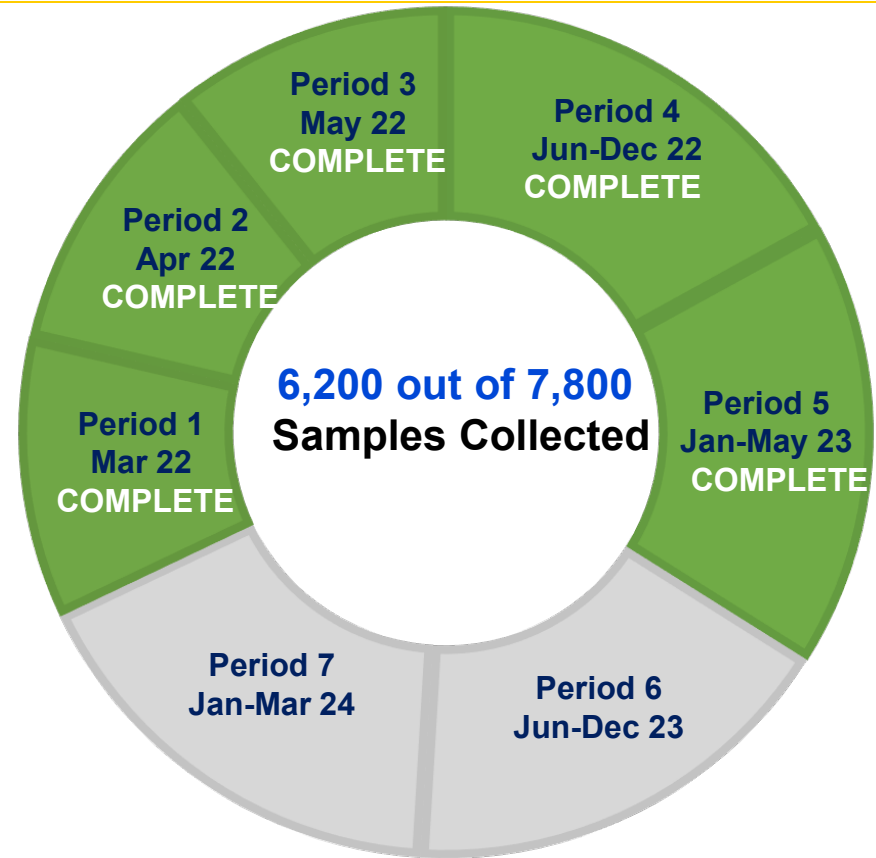 Period 3
May 22
COMPLETE
Period 4
Jun-Dec 22
COMPLETE
Period 2
Apr 22
COMPLETE
6,200 out of 7,800
Samples Collected
Period 5
Jan-May 23
COMPLETE
Period 1
Mar 22
COMPLETE
Period 7
Jan-Mar 24
Period 6
Jun-Dec 23